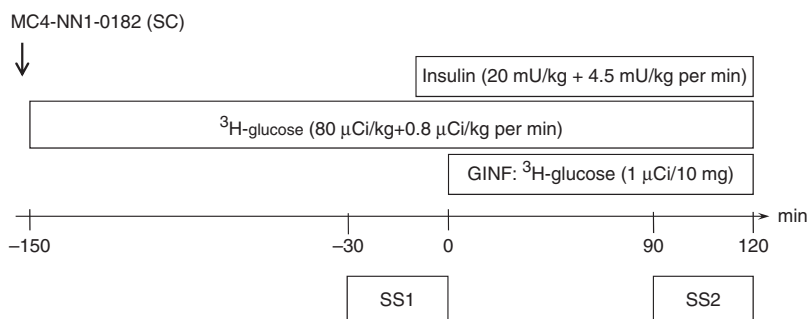 MC4-NN1-0182 (SC)
Insulin (20 mU/kg + 4.5 mU/kg per min)
³H-glucose (80 μCi/kg+0.8 μCi/kg per min)
GINF: ³H-glucose (1 μCi/10 mg)
min
–150 –30 0 90 120
SS1 SS2